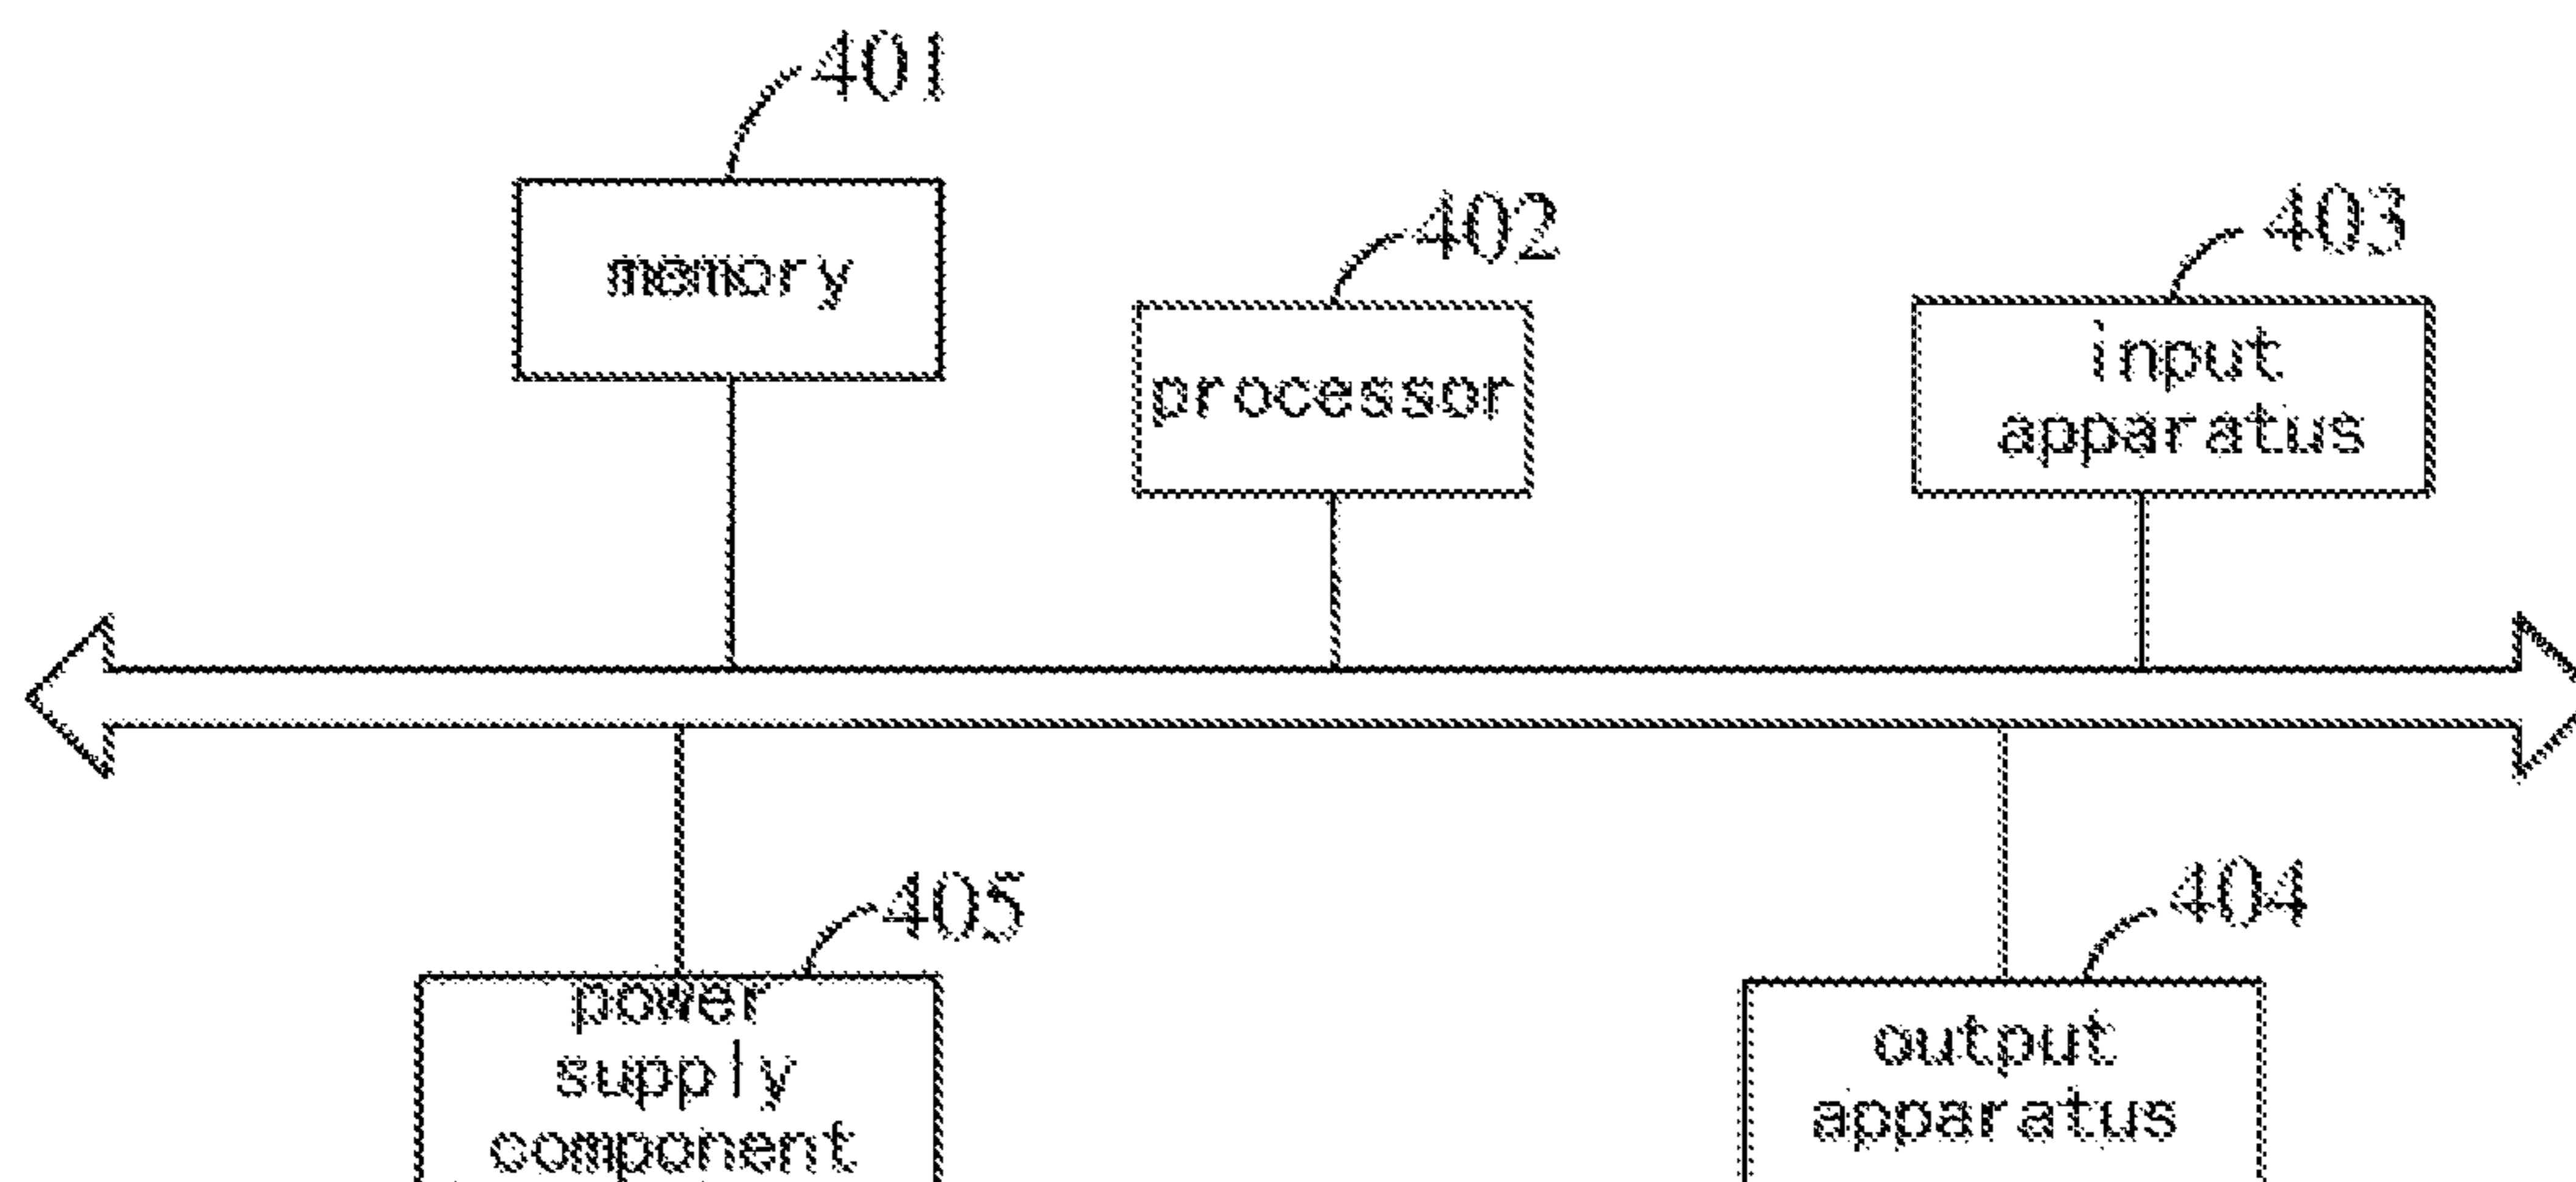 401
memory
402
processor
403
input
apparatus
405
power
supply
component
404
output
apparatus